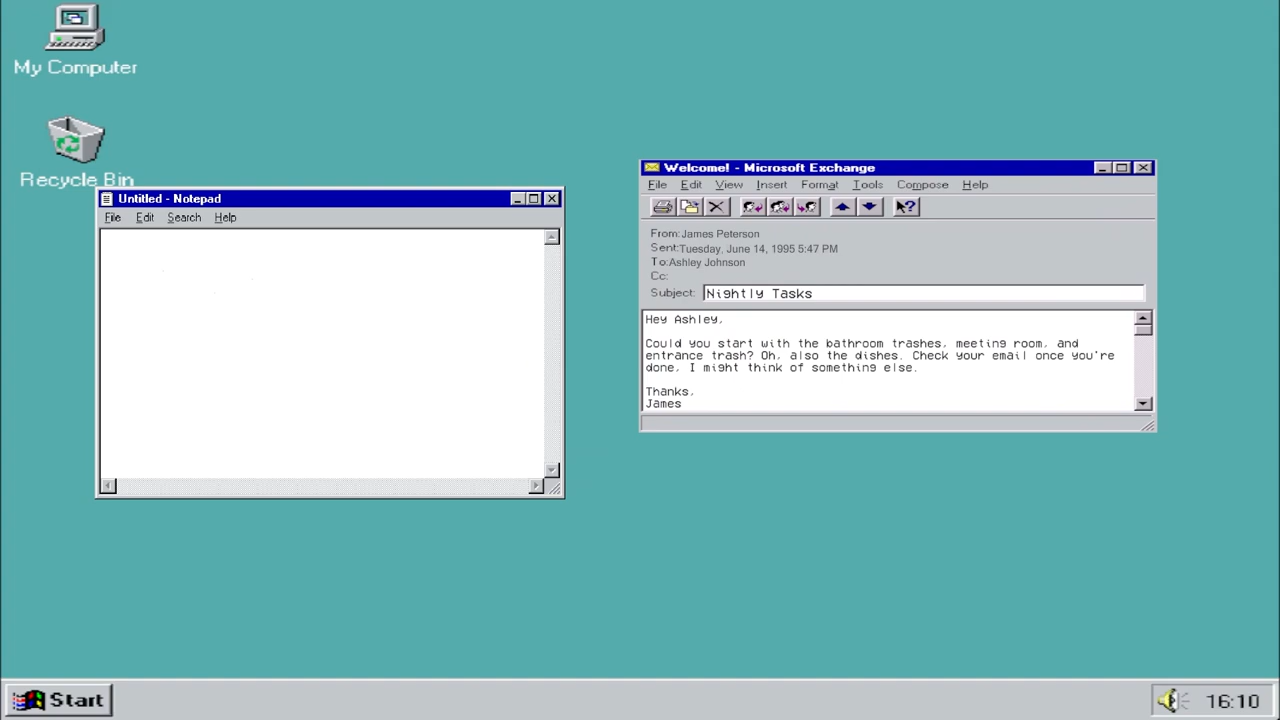 My Computer
Recycle Bin
Untitled - Notepad
File Edit Search Help
Welcome! - Microsoft Exchange
File Edit View Insert Format Tools Compose Help
From: James Peterson
Sent: Tuesday, June 14, 1995 5:47 PM
To: Ashley Johnson
Cc:
Subject: Nightly Tasks
Hey Ashley,
Could you start with the bathroom trashes, meeting room, and
entrance trash? Oh, also the dishes. Check your email once you're
done, I might think of something else.
Thanks,
James
Start
16:10